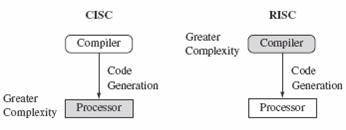 CISC
Compiler
Code
Generation
Greater
Complexity
Processor
RISC
Greater
Complexity
Compiler
Code
Generation
Processor